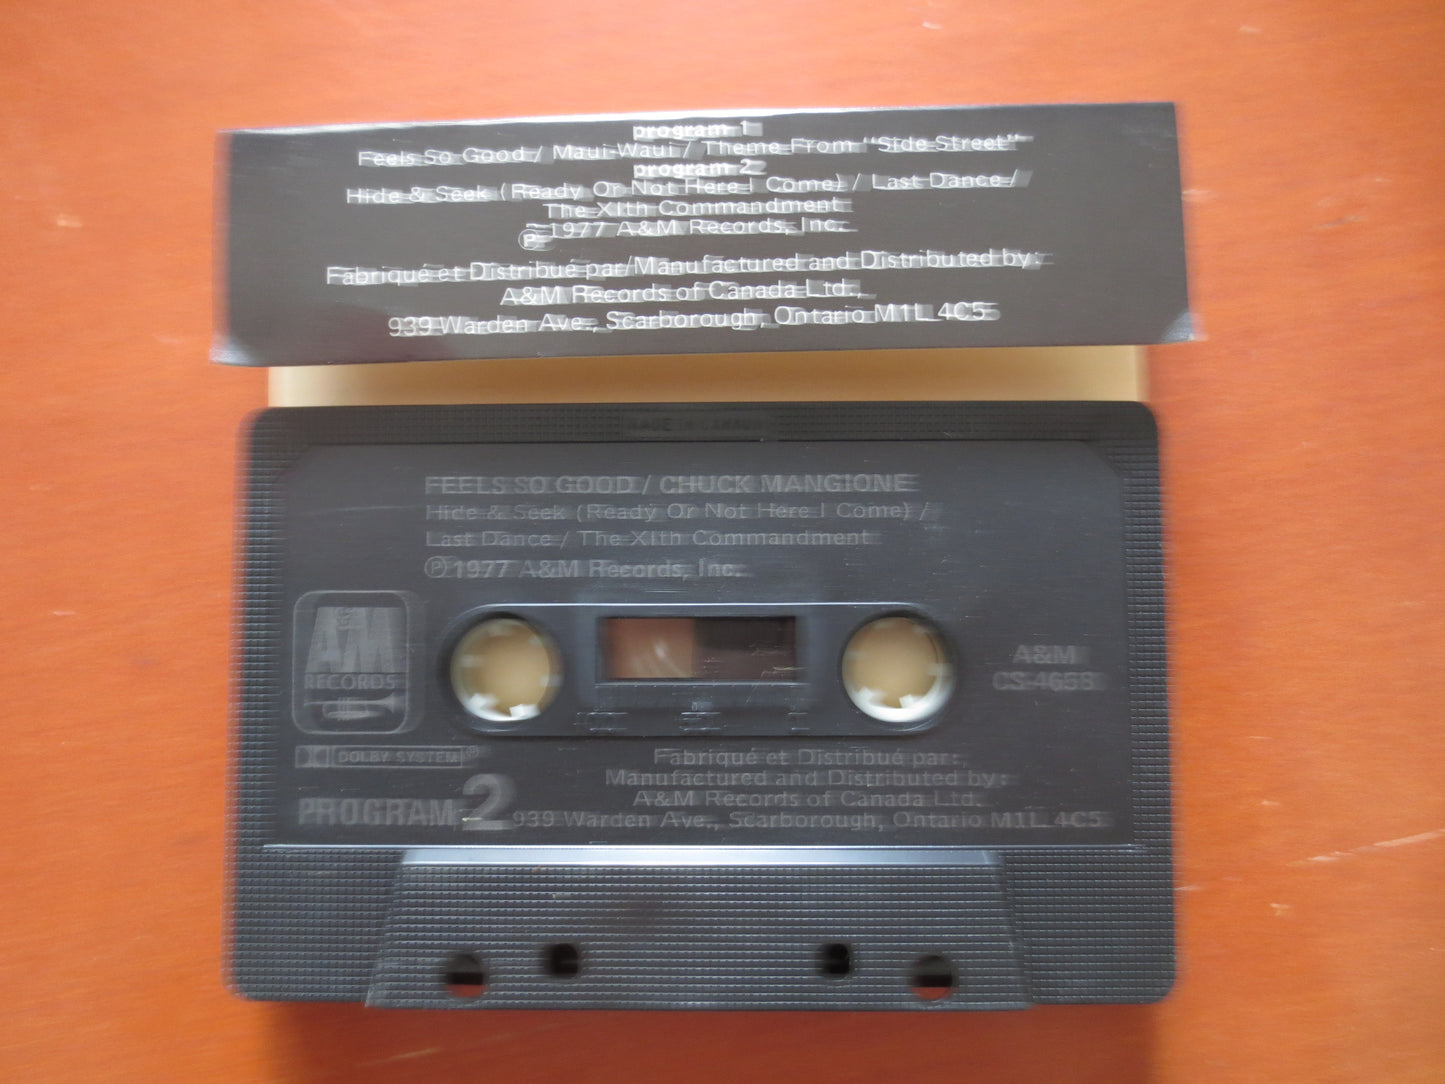 program 1
Feels So Good / Maui-Waui / Theme From "Side Street"
program 2
Hide & Seek (Ready Or Not Here I Come) / Last Dance /
The XIth Commandment
Ⓟ 1977 A&M Records, Inc.
Fabriqué et Distribué par/Manufactured and Distributed by:
A&M Records of Canada Ltd.,
939 Warden Ave., Scarborough, Ontario M1L 4C5
MADE IN CANADA
FEELS SO GOOD / CHUCK MANGIONE
Hide & Seek (Ready Or Not Here I Come) /
Last Dance / The XIth Commandment
Ⓟ 1977 A&M Records, Inc.
A&M
RECORDS
A&M
CS-4658
DOLBY SYSTEM ®
PROGRAM 2
Fabriqué et Distribué par:,
Manufactured and Distributed by:
A&M Records of Canada Ltd.
939 Warden Ave., Scarborough, Ontario M1L 4C5